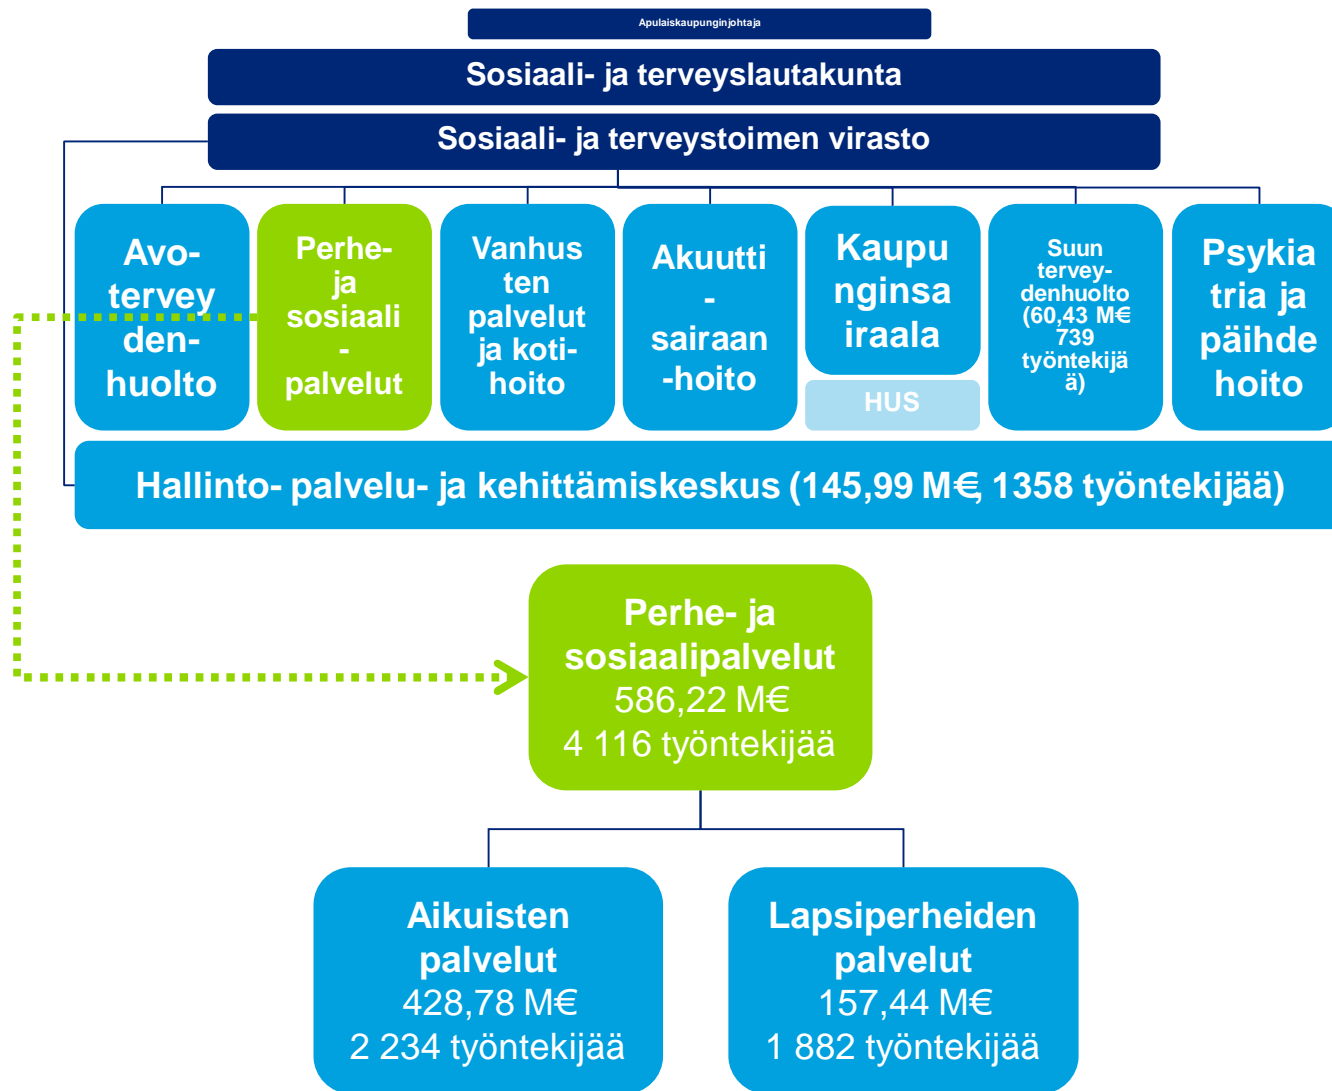 Apulaiskaupunginjohtaja
Sosiaali- ja terveyslautakunta
Sosiaali- ja terveystoimen virasto
Avo-
tervey
den-
huolto
Perhe-
ja
sosiaali
-
palvelut
Vanhus
ten
palvelut
ja koti-
hoito
Akuutti
-
sairaan
-hoito
Kaupu
nginsa
iraala
HUS
Suun
tervey-
denhuolto
(60,43 M€
739
työntekijä
ä)
Psykia
tria ja
päihde
hoito
Hallinto- palvelu- ja kehittämiskeskus (145,99 M€, 1358 työntekijää)
Perhe- ja
sosiaalipalvelut
586,22 M€
4 116 työntekijää
Aikuisten
palvelut
428,78 M€
2 234 työntekijää
Lapsiperheiden
palvelut
157,44 M€
1 882 työntekijää